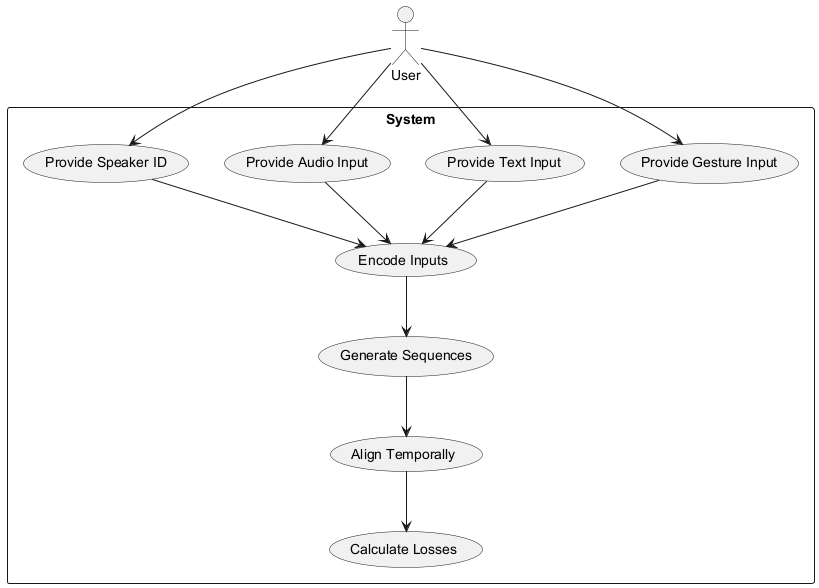 User
System
Provide Speaker ID
Provide Audio Input
Provide Text Input
Provide Gesture Input
Encode Inputs
Generate Sequences
Align Temporally
Calculate Losses